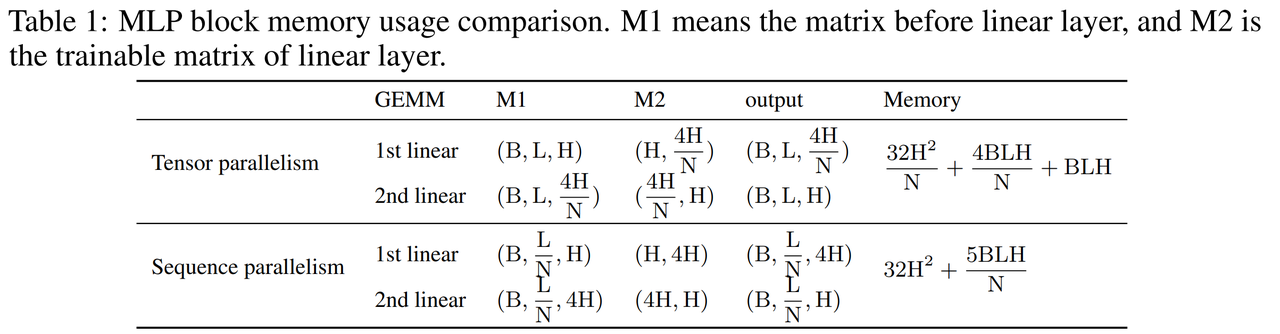 Table 1: MLP block memory usage comparison. M1 means the matrix before linear layer, and M2 is
the trainable matrix of linear layer.
GEMM M1 M2 output Memory
Tensor parallelism
1st linear (B, L, H) (H, 4H/N) (B, L, 4H/N)
32H²/N + 4BLH/N + BLH
2nd linear (B, L, 4H/N) (4H/N, H) (B, L, H)
Sequence parallelism
1st linear (B, L/N, H) (H, 4H) (B, L/N, 4H)
32H² + 5BLH/N
2nd linear (B, L/N, 4H) (4H, H) (B, L/N, H)